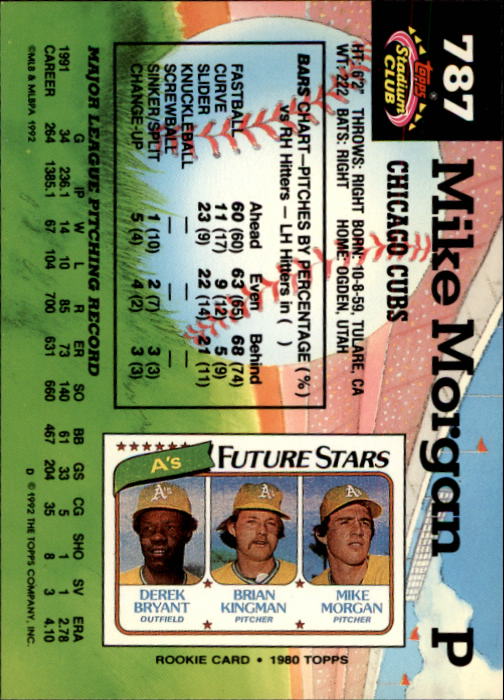 787
Topps
Stadium
CLUB
Mike Morgan P
CHICAGO CUBS
HT: 6'2" THROWS: RIGHT BORN: 10-8-59, TULARE, CA
WT: 222 BATS: RIGHT HOME: OGDEN, UTAH
BARS CHART—PITCHES BY PERCENTAGE (%)
vs RH Hitters — LH Hitters in ( )
Ahead Even Behind
FASTBALL 60 (60) 63 (65) 68 (74)
CURVE 11 (17) 9 (12) 5 (9)
SLIDER 23 (9) 22 (14) 21 (11)
KNUCKLEBALL — — —
SCREWBALL — — —
SINKER/SPLIT 1 (10) 2 (7) 3 (3)
CHANGE-UP 5 (4) 4 (2) 3 (3)
MAJOR LEAGUE PITCHING RECORD
G IP W L R ER SO BB GS CG SHO SV ERA
1991 34 236.1 14 10 85 73 140 61 33 5 1 1 2.78
CAREER 264 1385.1 67 104 700 631 660 467 204 35 8 3 4.10
©MLB & MLBPA 1992
D ©1992 THE TOPPS COMPANY, INC.
A's
FUTURE STARS
A's
A's
A's
DEREK BRYANT
OUTFIELD
BRIAN KINGMAN
PITCHER
MIKE MORGAN
PITCHER
ROOKIE CARD • 1980 TOPPS